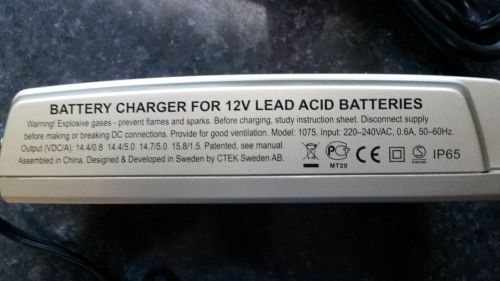 BATTERY CHARGER FOR 12V LEAD ACID BATTERIES
Warning! Explosive gases - prevent flames and sparks. Before charging, study instruction sheet. Disconnect supply
before making or breaking DC connections. Provide for good ventilation. Model: 1075. Input: 220–240VAC, 0.6A, 50–60Hz.
Output (VDC/A): 14.4/0.8 14.4/5.0 14.7/5.0 15.8/1.5. Patented, see manual.
Assembled in China. Designed & Developed in Sweden by CTEK Sweden AB.
MT20
CE
IP65